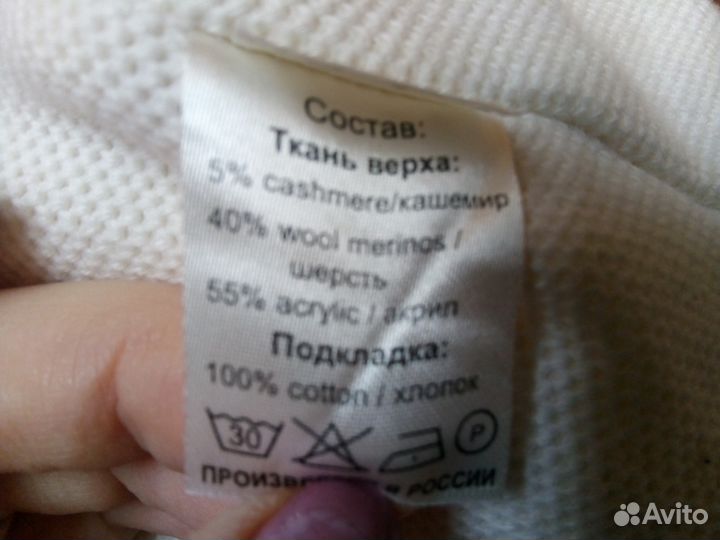 Состав:
Ткань верха:
5% cashmere/кашемир
40% wool merinos /
шерсть
55% acrylic / акрил
Подкладка:
100% cotton / хлопок
30 P
РОССИИ
Avito